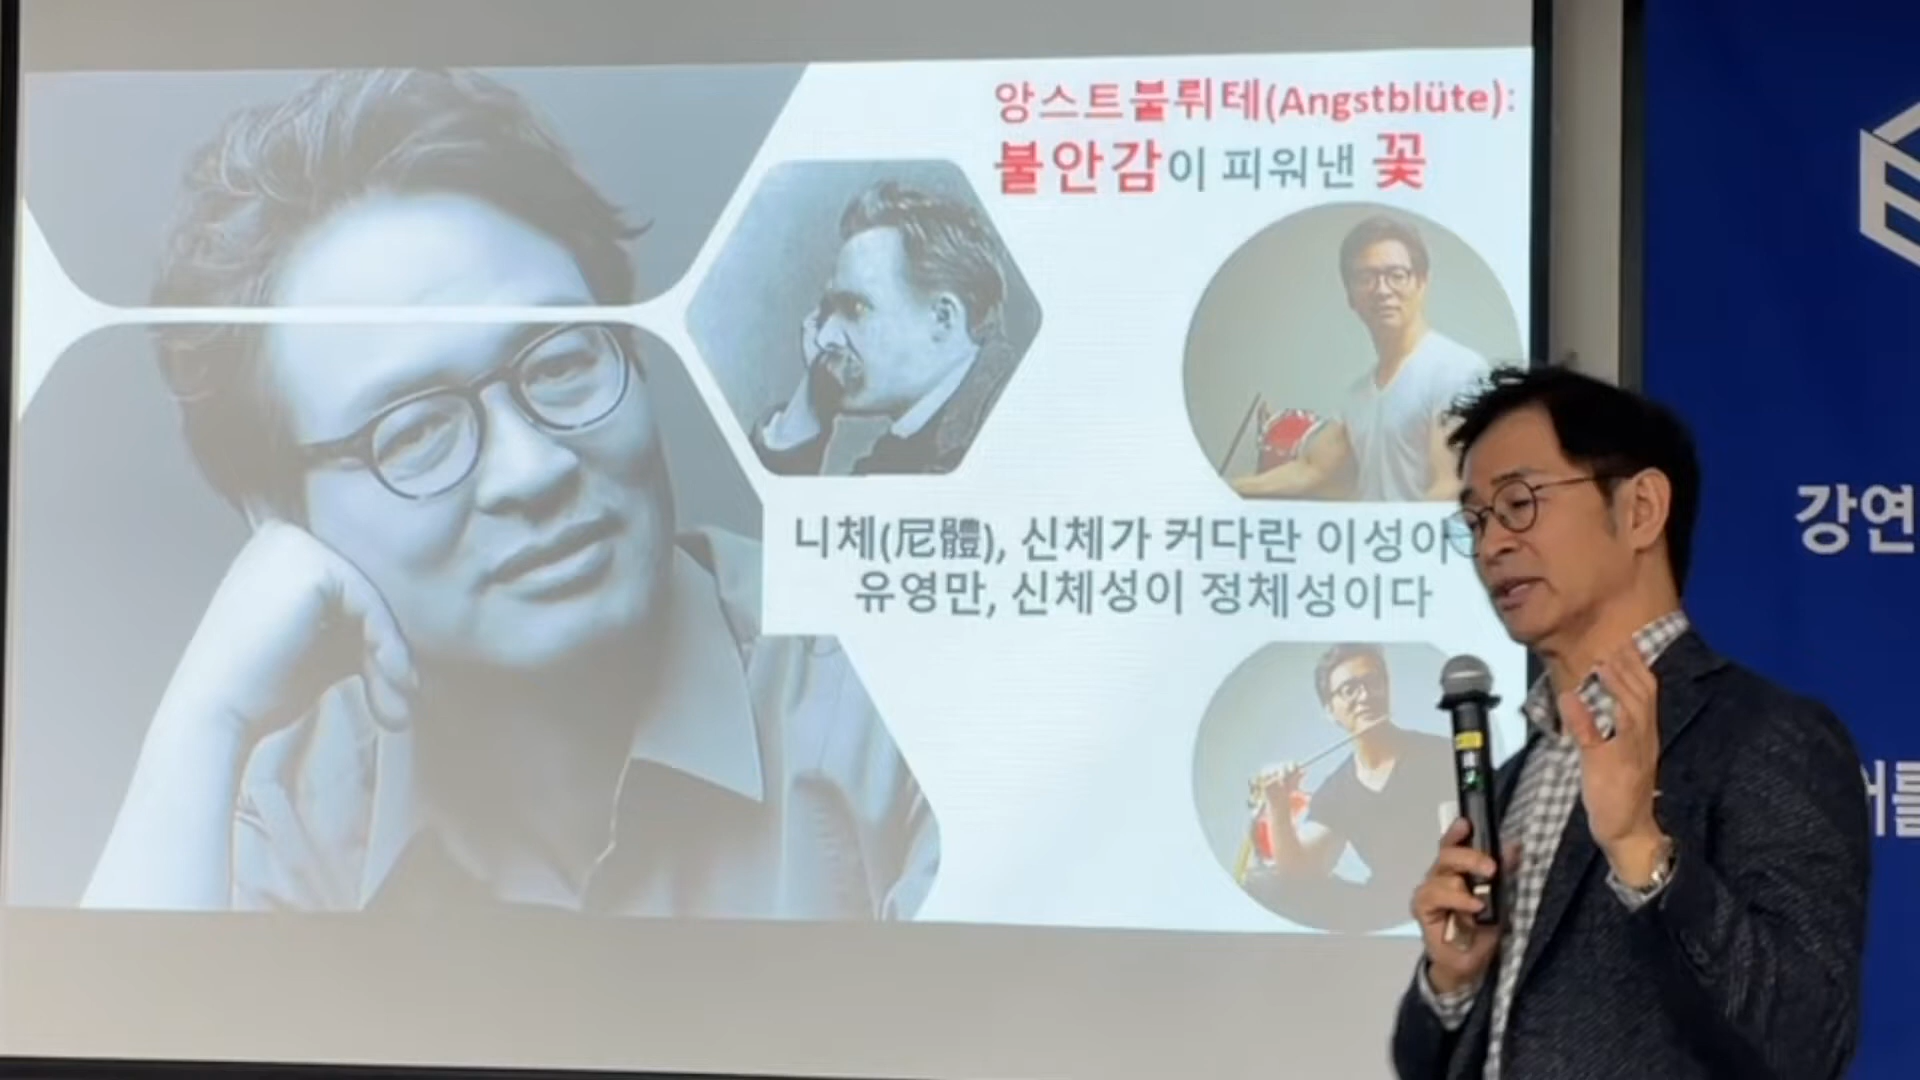 앙스트블뤼테(Angstblüte):
불안감이 피워낸 꽃
니체(尼體), 신체가 커다란 이성이
유영만, 신체성이 정체성이다
강연